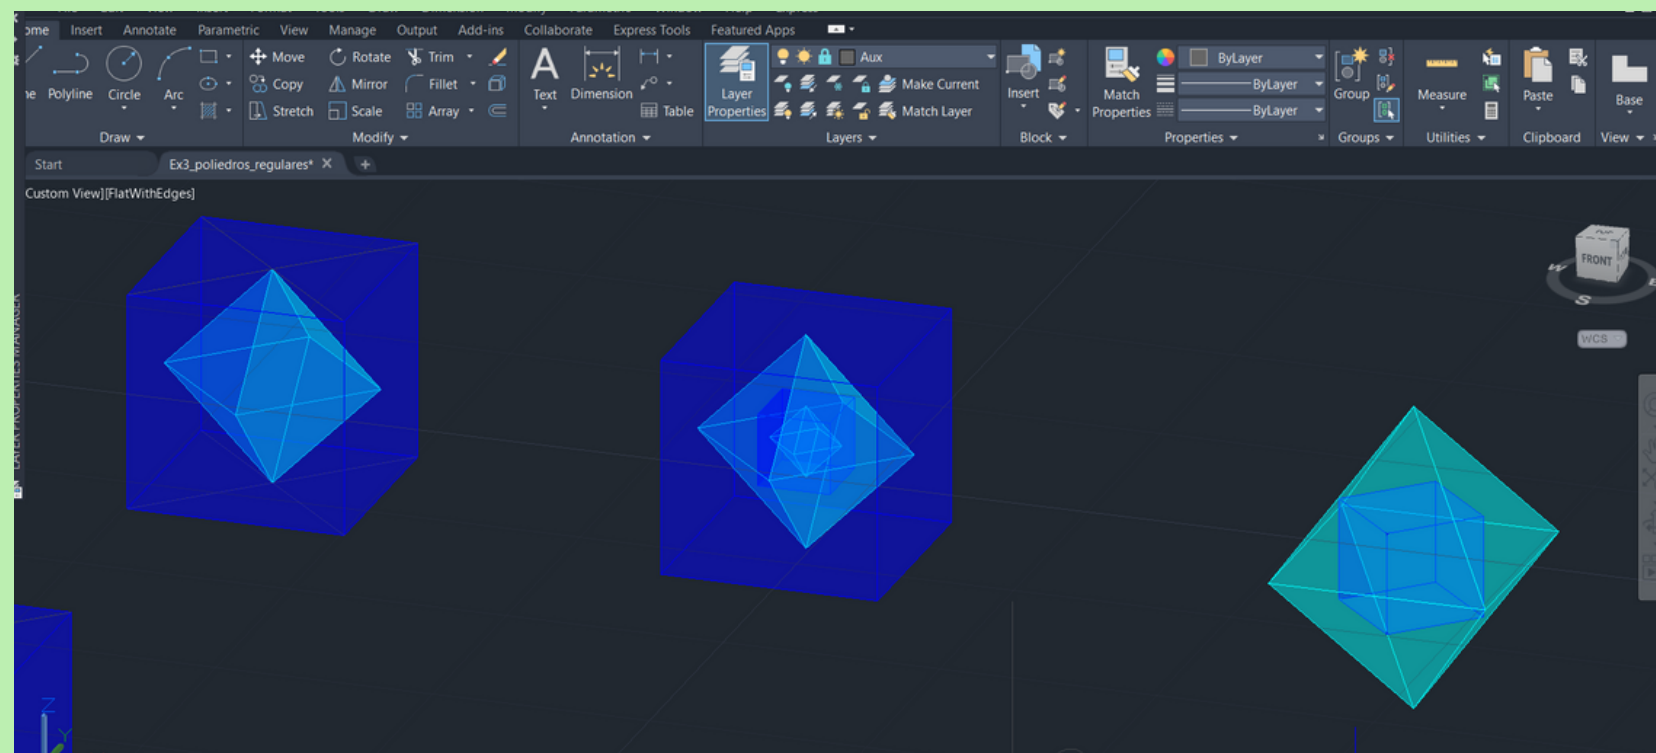 Insert Annotate Parametric View Manage Output Add-ins Collaborate Express Tools Featured Apps
Polyline Circle Arc
Move Rotate Trim
Copy Mirror Fillet
Stretch Scale Array
Text Dimension Table
Layer Properties
Aux
Make Current
Match Layer
Insert
Match Properties
ByLayer
ByLayer
ByLayer
Group
Measure
Paste
Base
Draw Modify Annotation Layers Block Properties Groups Utilities Clipboard View
Start Ex3_poliedros_regulares*
Custom View][FlatWithEdges]
LAYER PROPERTIES MANAGER
FRONT
W
S
E
WCS
Z
Y